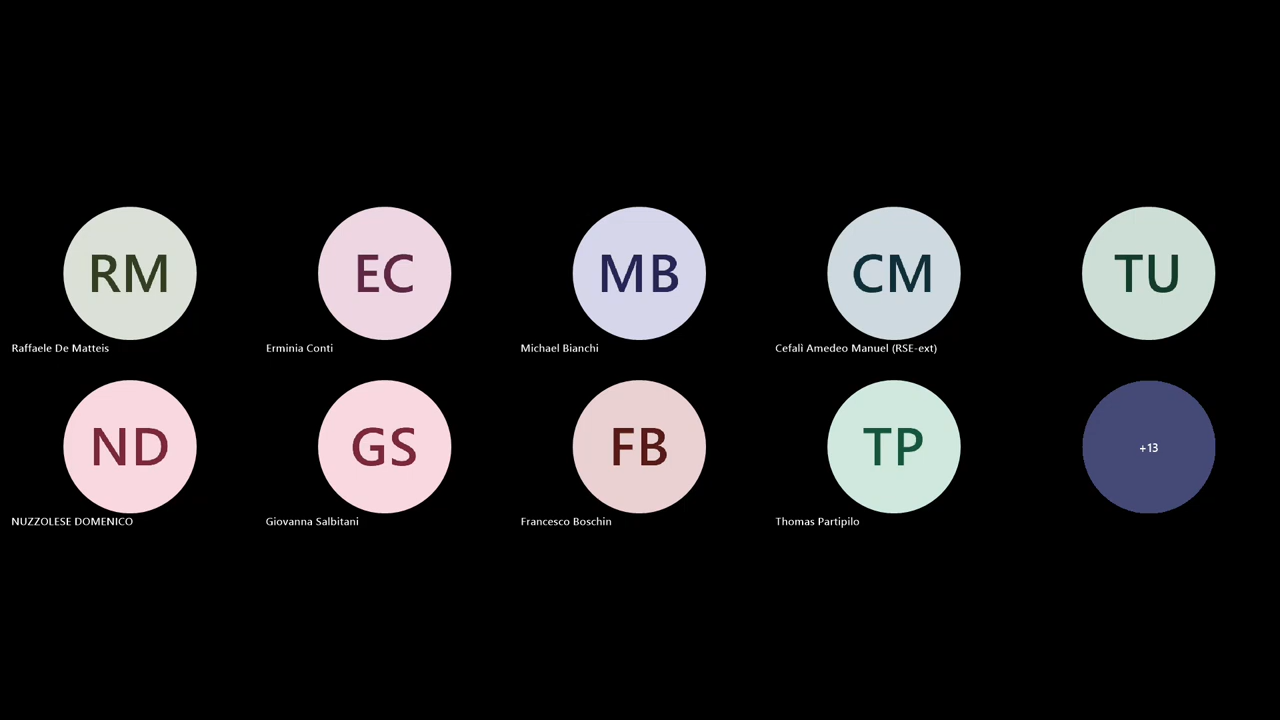 RM
EC
MB
CM
TU
Raffaele De Matteis
Erminia Conti
Michael Bianchi
Cefalì Amedeo Manuel (RSE-ext)
ND
GS
FB
TP
+13
NUZZOLESE DOMENICO
Giovanna Salbitani
Francesco Boschin
Thomas Partipilo